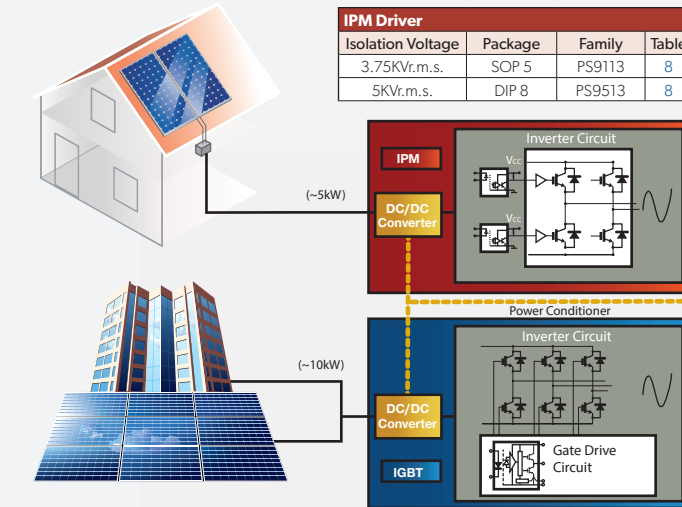 IPM Driver
Isolation Voltage Package Family Table
3.75KVr.m.s. SOP 5 PS9113 8
5KVr.m.s. DIP 8 PS9513 8
Inverter Circuit
IPM
Vcc
(~5kW)
DC/DC
Converter
Vcc
Power Conditioner
Inverter Circuit
(~10kW)
DC/DC
Converter
Gate Drive
Circuit
IGBT